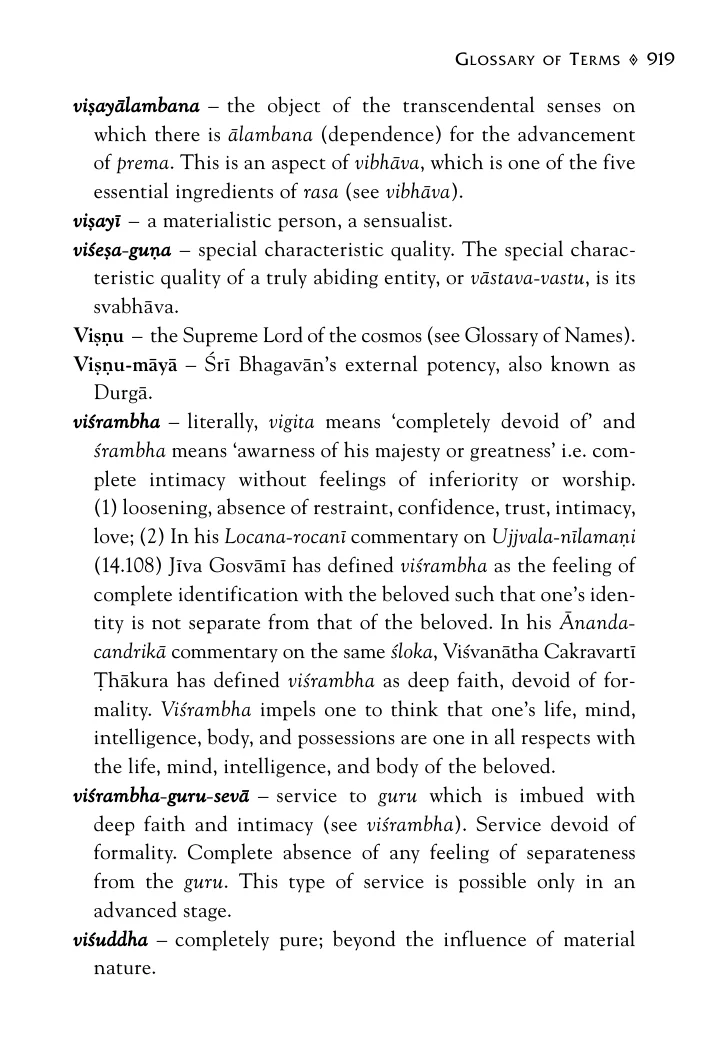 Glossary of Terms ◈ 919
viṣayālambana – the object of the transcendental senses on
which there is ālambana (dependence) for the advancement
of prema. This is an aspect of vibhāva, which is one of the five
essential ingredients of rasa (see vibhāva).
viṣayī – a materialistic person, a sensualist.
viśeṣa-guṇa – special characteristic quality. The special charac-
teristic quality of a truly abiding entity, or vāstava-vastu, is its
svabhāva.
Viṣṇu – the Supreme Lord of the cosmos (see Glossary of Names).
Viṣṇu-māyā – Śrī Bhagavān’s external potency, also known as
Durgā.
viśrambha – literally, vigita means ‘completely devoid of’ and
śrambha means ‘awarness of his majesty or greatness’ i.e. com-
plete intimacy without feelings of inferiority or worship.
(1) loosening, absence of restraint, confidence, trust, intimacy,
love; (2) In his Locana-rocanī commentary on Ujjvala-nīlamaṇi
(14.108) Jīva Gosvāmī has defined viśrambha as the feeling of
complete identification with the beloved such that one’s iden-
tity is not separate from that of the beloved. In his Ānanda-
candrikā commentary on the same śloka, Viśvanātha Cakravartī
Ṭhākura has defined viśrambha as deep faith, devoid of for-
mality. Viśrambha impels one to think that one’s life, mind,
intelligence, body, and possessions are one in all respects with
the life, mind, intelligence, and body of the beloved.
viśrambha-guru-sevā – service to guru which is imbued with
deep faith and intimacy (see viśrambha). Service devoid of
formality. Complete absence of any feeling of separateness
from the guru. This type of service is possible only in an
advanced stage.
viśuddha – completely pure; beyond the influence of material
nature.